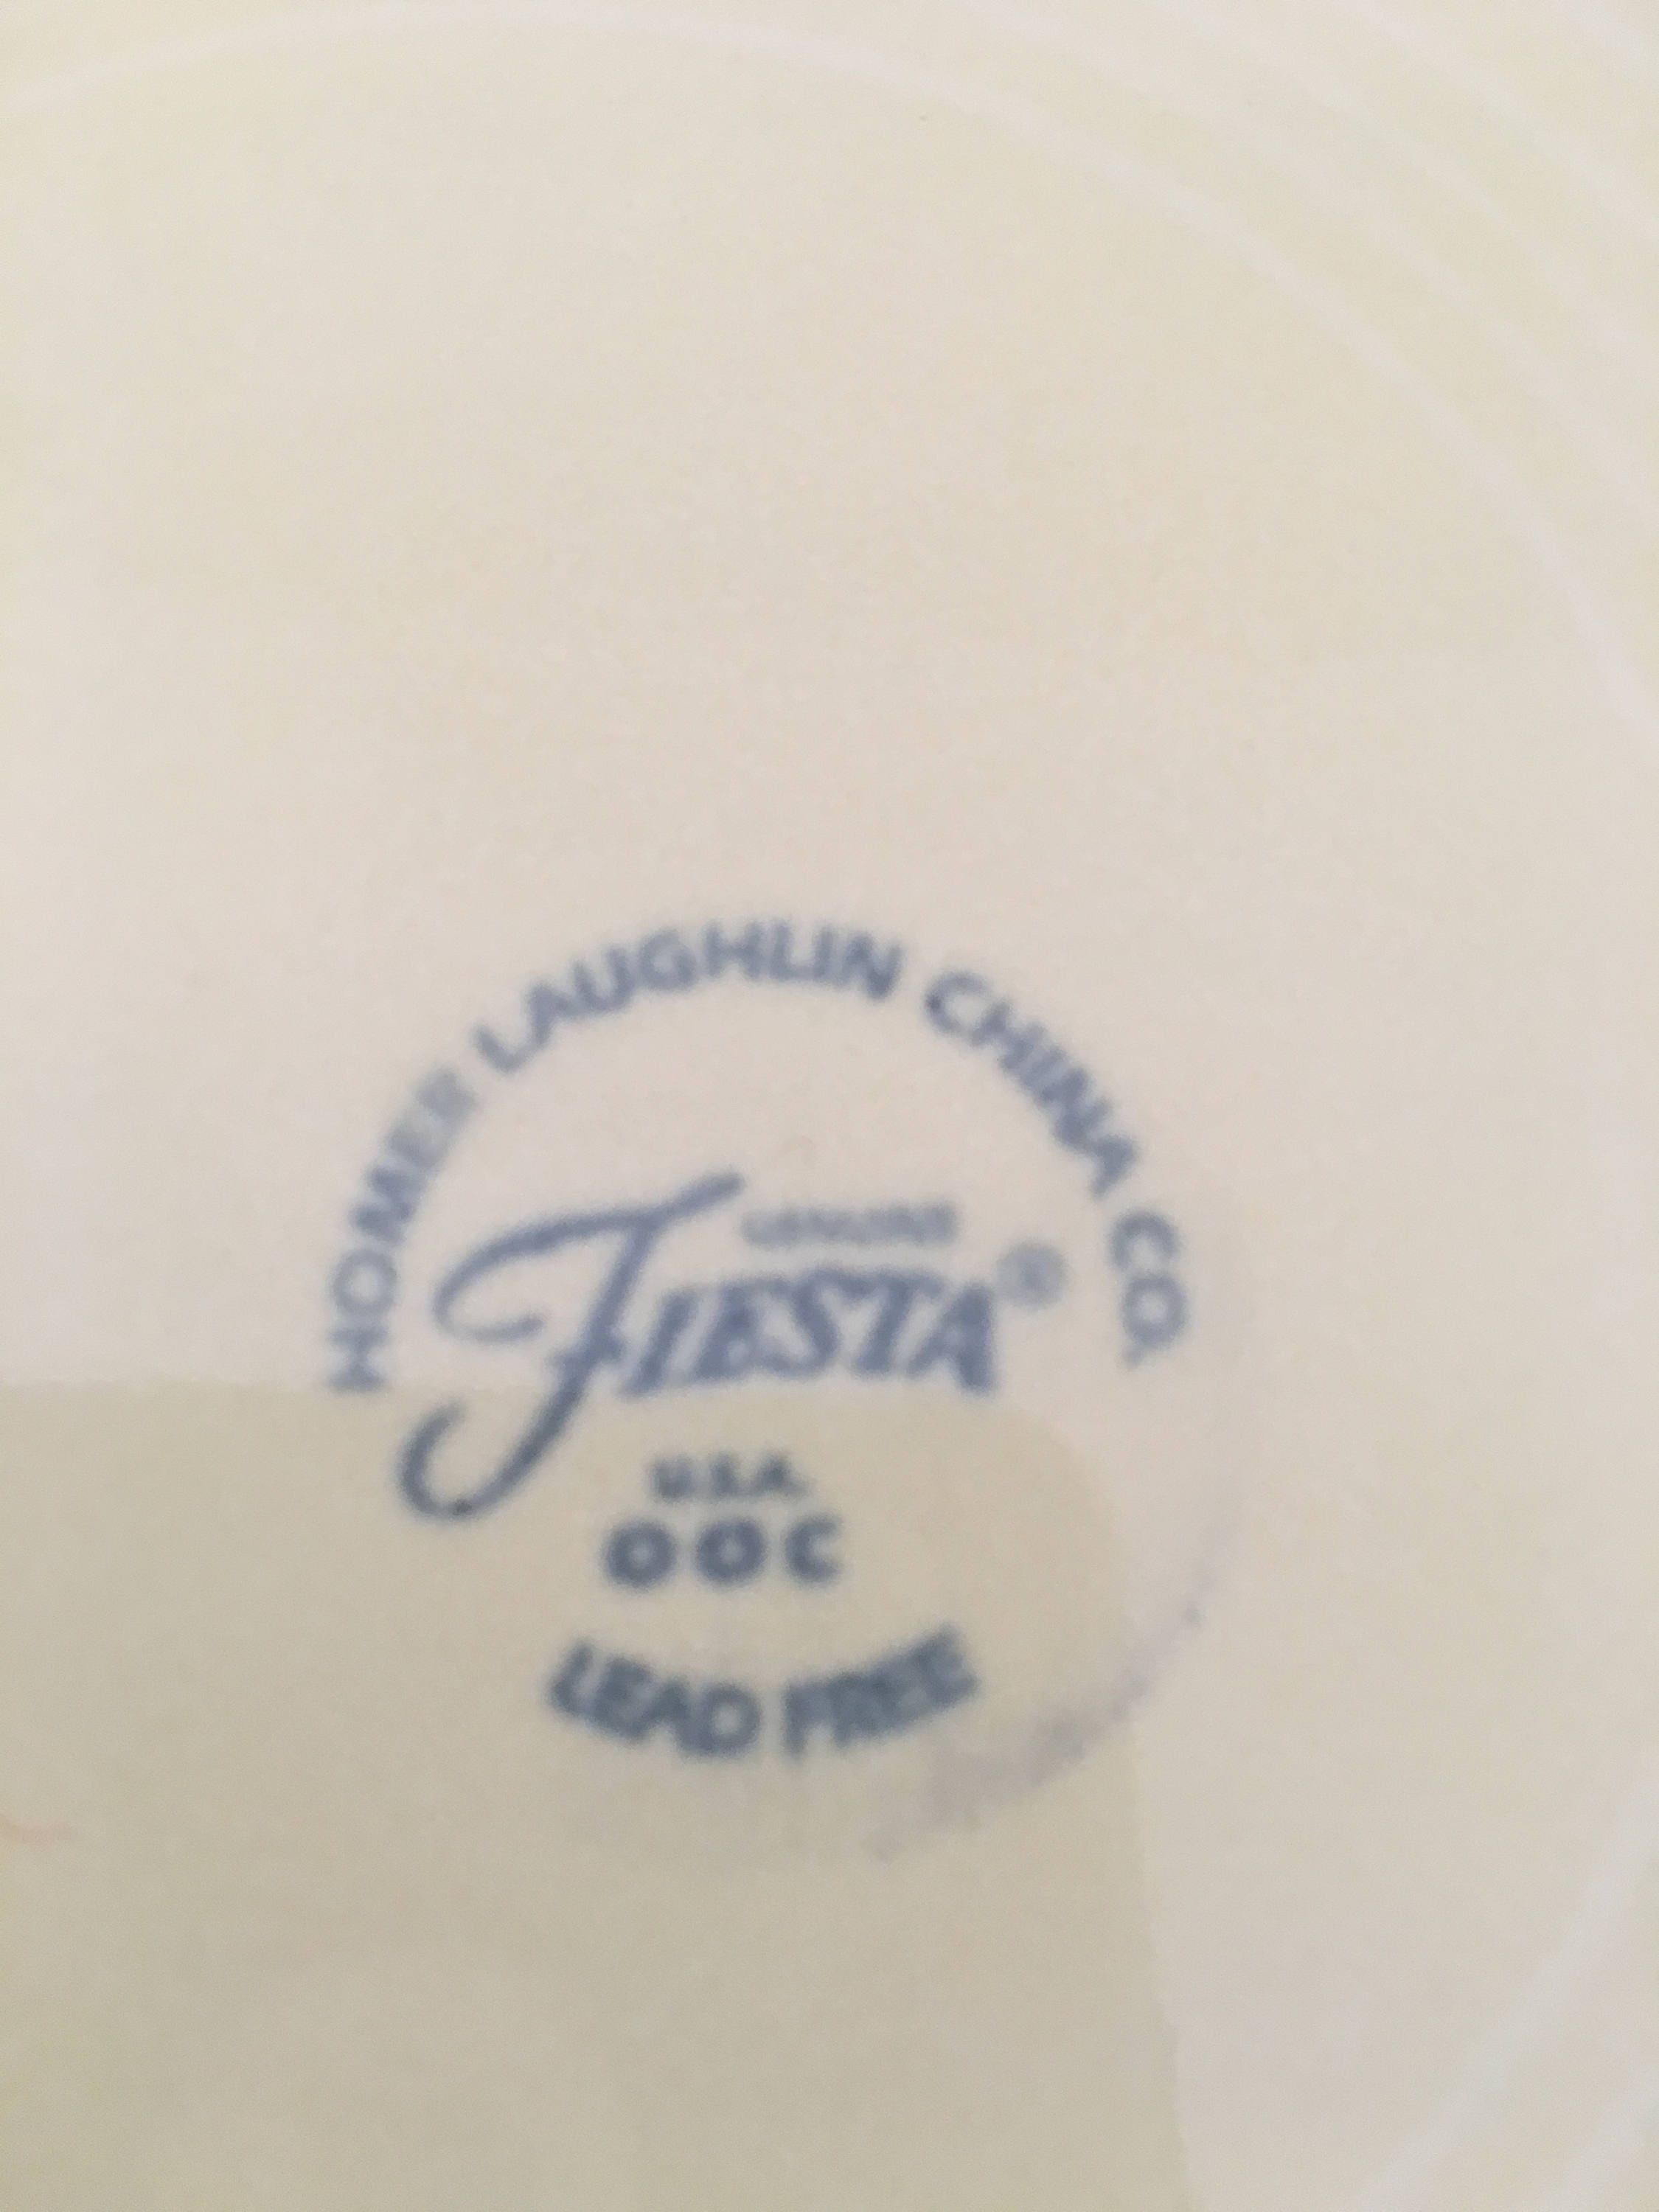 HOMER LAUGHLIN CHINA CO.
GENUINE
FIESTA®
U.S.A.
OOC
LEAD FREE